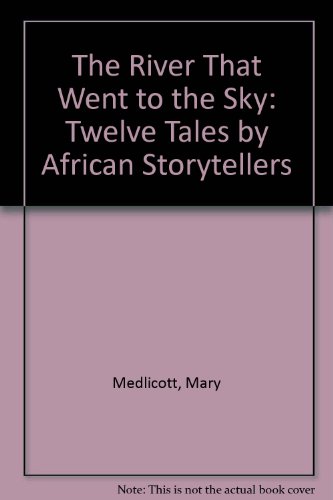 The River That
Went to the Sky:
Twelve Tales by
African Storytellers
Medlicott, Mary
Note: This is not the actual book cover